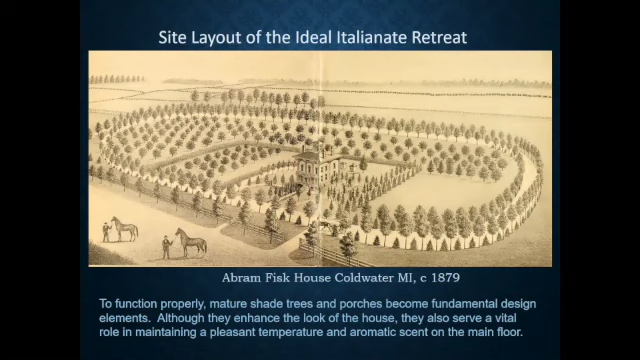 Site Layout of the Ideal Italianate Retreat
Abram Fisk House Coldwater MI, c 1879
To function properly, mature shade trees and porches become fundamental design
elements.  Although they enhance the look of the house, they also serve a vital
role in maintaining a pleasant temperature and aromatic scent on the main floor.